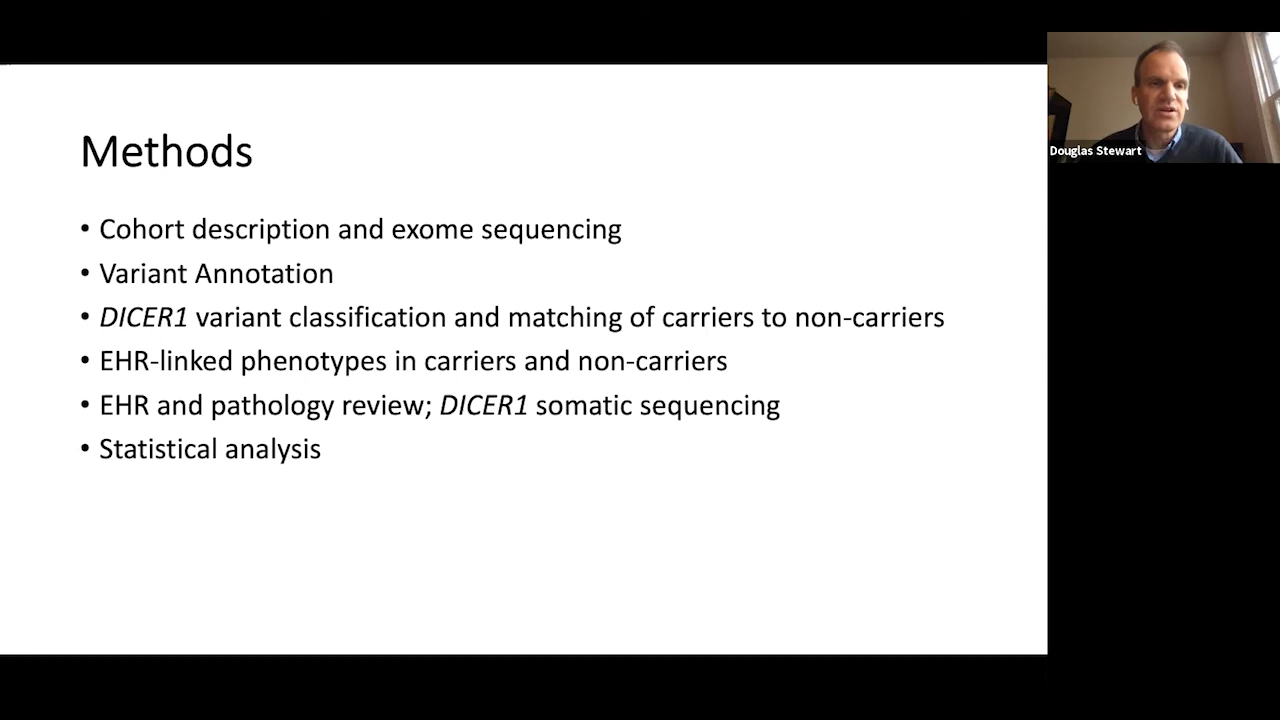 Methods
• Cohort description and exome sequencing
• Variant Annotation
• DICER1 variant classification and matching of carriers to non-carriers
• EHR-linked phenotypes in carriers and non-carriers
• EHR and pathology review; DICER1 somatic sequencing
• Statistical analysis
Douglas Stewart